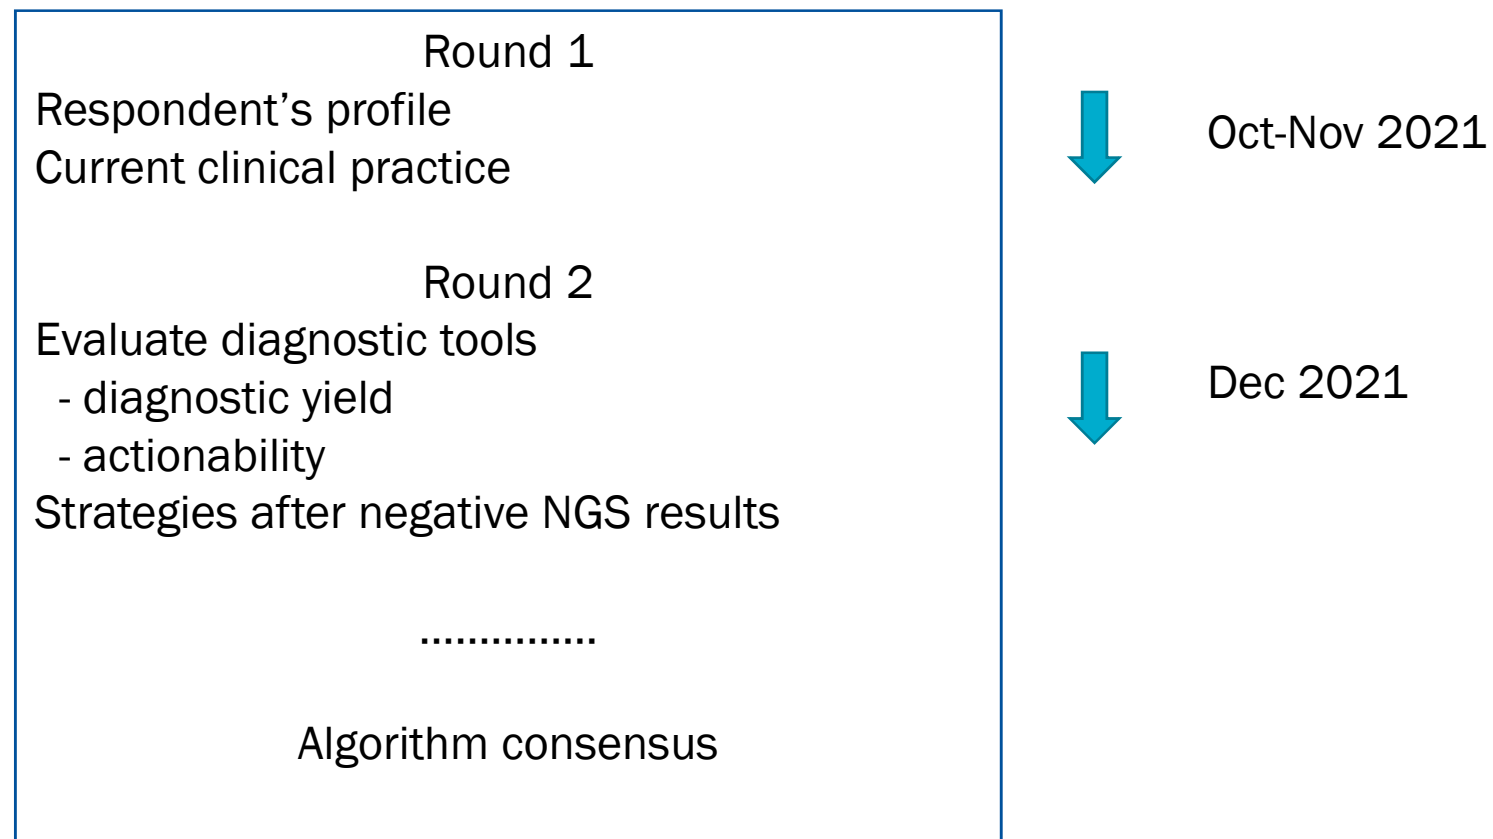 Round 1
Respondent’s profile
Current clinical practice
Oct-Nov 2021
Round 2
Evaluate diagnostic tools
- diagnostic yield
- actionability
Strategies after negative NGS results
Dec 2021
...............
Algorithm consensus